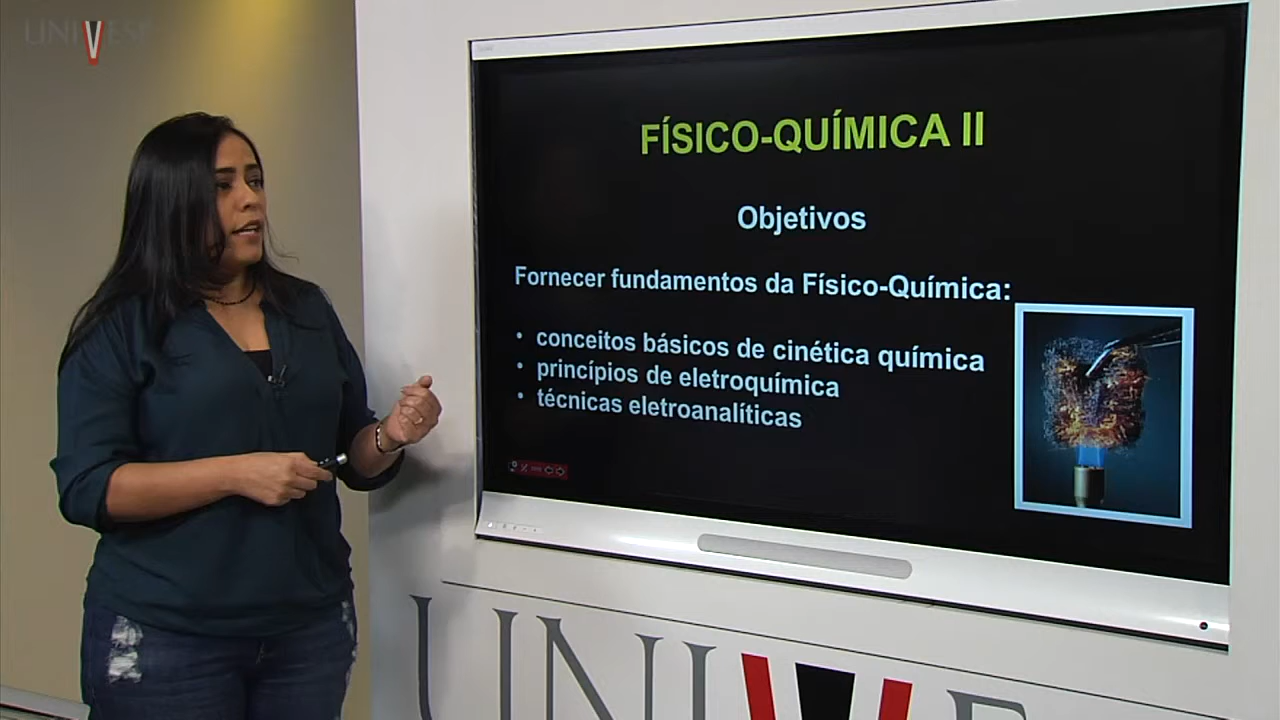 UNIVESP
FÍSICO-QUÍMICA II
Objetivos
Fornecer fundamentos da Físico-Química:
• conceitos básicos de cinética química
• princípios de eletroquímica
• técnicas eletroanalíticas
UNIVE